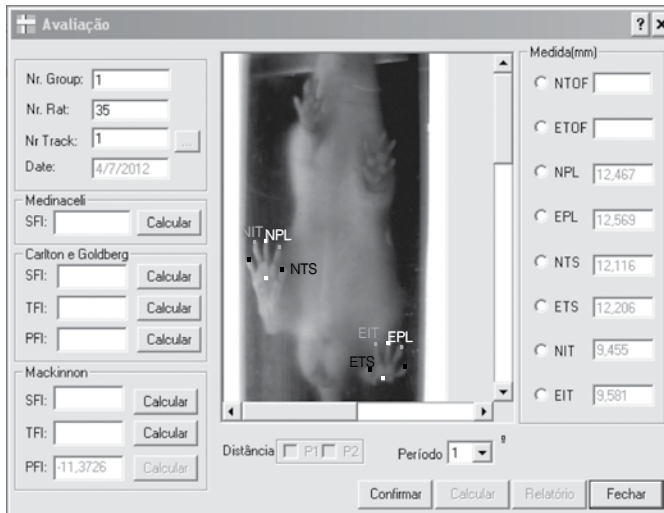 Avaliação
Nr. Group: 1
Nr. Rat: 35
Nr Track: 1 ...
Date: 4/7/2012
Medinaceli
SFI: Calcular
Carlton e Goldberg
SFI: Calcular
TFI: Calcular
PFI: Calcular
Mackinnon
SFI: Calcular
TFI: Calcular
PFI: -11,3726 Calcular
NIT NPL
NTS
EIT EPL
ETS
Distância P1 P2 Período 1 º
Medida(mm)
NTOF
ETOF
NPL 12,467
EPL 12,569
NTS 12,116
ETS 12,206
NIT 9,455
EIT 9,581
Confirmar Calcular Relatório Fechar